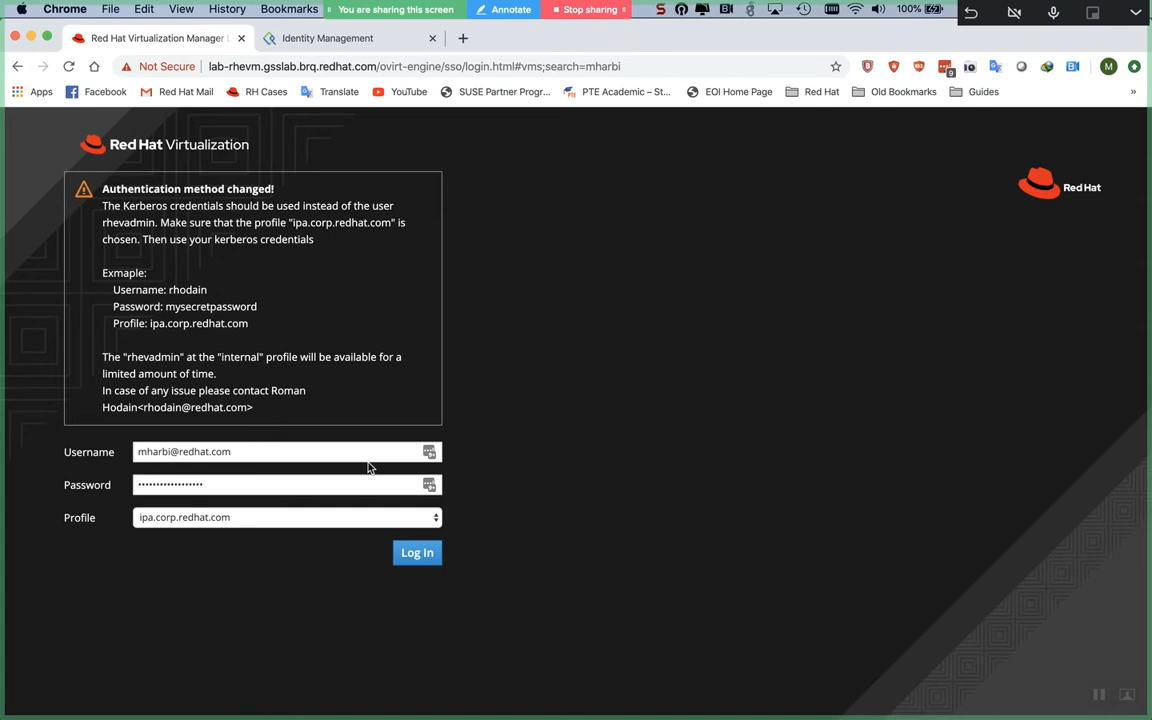 Chrome File Edit View History Bookmarks You are sharing this screen Annotate Stop sharing 100%
Red Hat Virtualization Manager Identity Management
Not Secure lab-rhevm.gsslab.brq.redhat.com/ovirt-engine/sso/login.html#vms;search=mharbi
Apps Facebook Red Hat Mail RH Cases Translate YouTube SUSE Partner Progr... PTE Academic – St... EOI Home Page Red Hat Old Bookmarks Guides »
Red Hat Virtualization
Red Hat
Authentication method changed!
The Kerberos credentials should be used instead of the user
rhevadmin. Make sure that the profile "ipa.corp.redhat.com" is
chosen. Then use your kerberos credentials
Exmaple:
Username: rhodain
Password: mysecretpassword
Profile: ipa.corp.redhat.com
The "rhevadmin" at the "internal" profile will be available for a
limited amount of time.
In case of any issue please contact Roman
Hodain<rhodain@redhat.com>
Username mharbi@redhat.com
Password ••••••••••••••••••
Profile ipa.corp.redhat.com
Log In